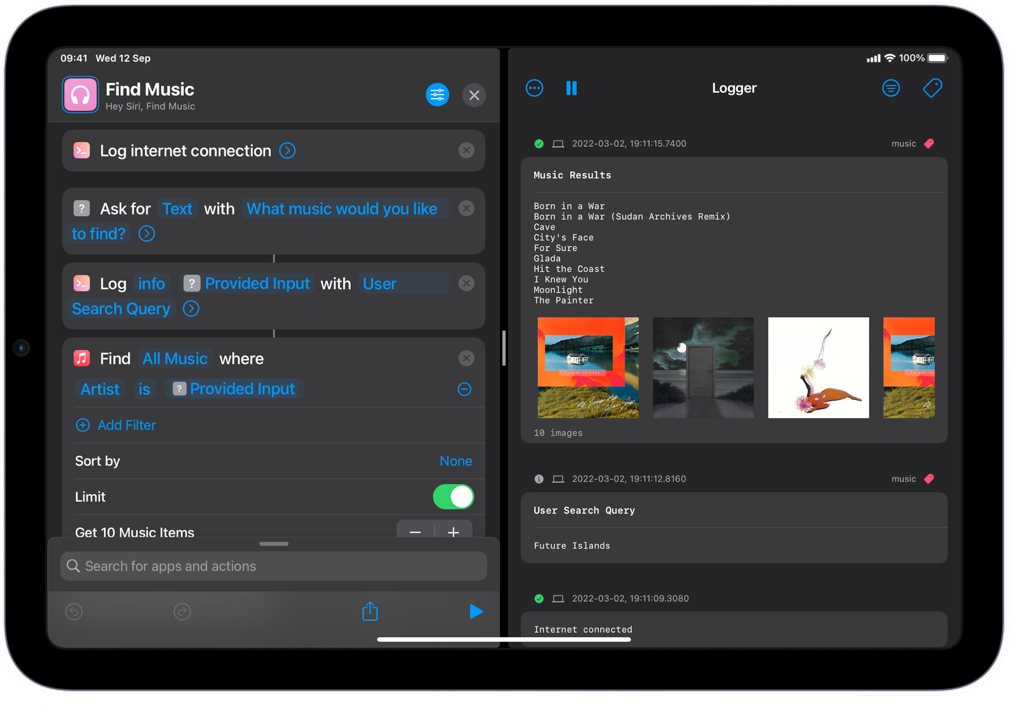 09:41 Wed 12 Sep
Find Music
Hey Siri, Find Music
Log internet connection
Ask for Text with What music would you like
to find?
Log info Provided Input with User
Search Query
Find All Music where
Artist is Provided Input
Add Filter
Sort by None
Limit
Get 10 Music Items
Search for apps and actions
100%
Logger
2022-03-02, 19:11:15.7400 music
Music Results
Born in a War
Born in a War (Sudan Archives Remix)
Cave
City's Face
For Sure
Glada
Hit the Coast
I Knew You
Moonlight
The Painter
10 images
2022-03-02, 19:11:12.8160 music
User Search Query
Future Islands
2022-03-02, 19:11:09.3080
Internet connected